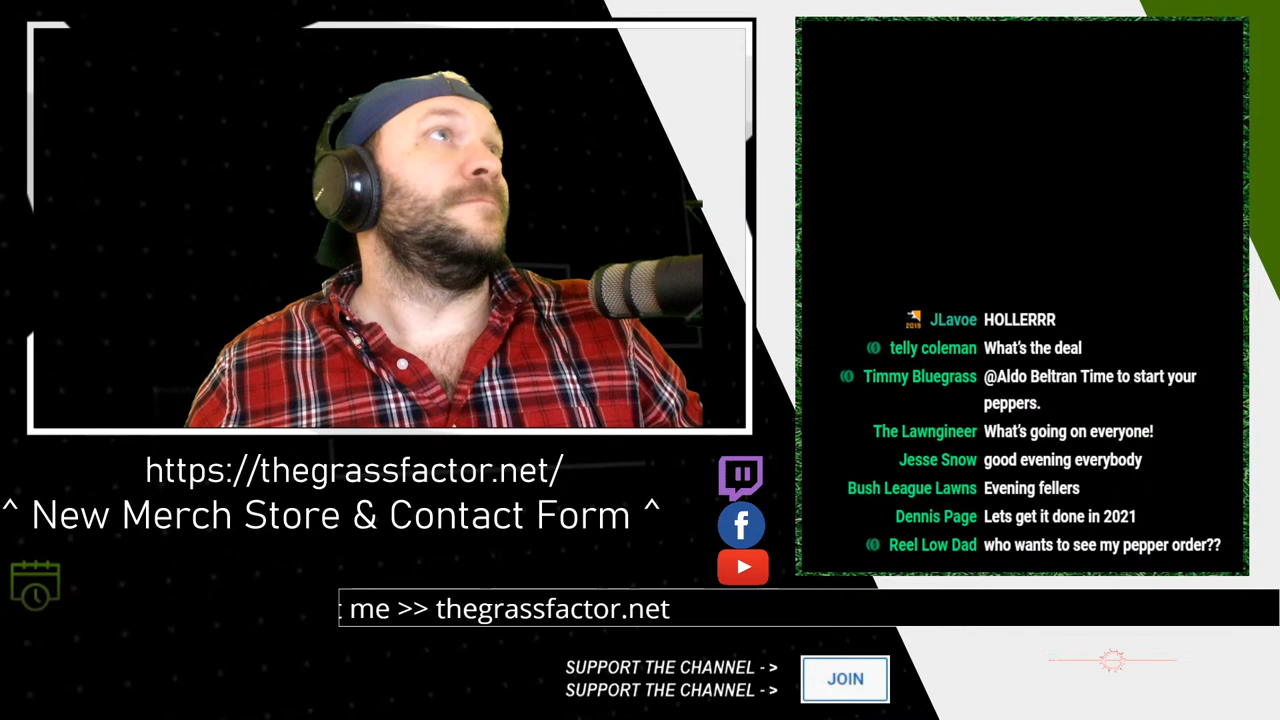 https://thegrassfactor.net/
^ New Merch Store & Contact Form ^
JLavoe HOLLERRR
2019
telly coleman What's the deal
Timmy Bluegrass @Aldo Beltran Time to start your
peppers.
The Lawngineer What's going on everyone!
Jesse Snow good evening everybody
Bush League Lawns Evening fellers
Dennis Page Lets get it done in 2021
Reel Low Dad who wants to see my pepper order??
me >> thegrassfactor.net
SUPPORT THE CHANNEL - >
SUPPORT THE CHANNEL - >
JOIN